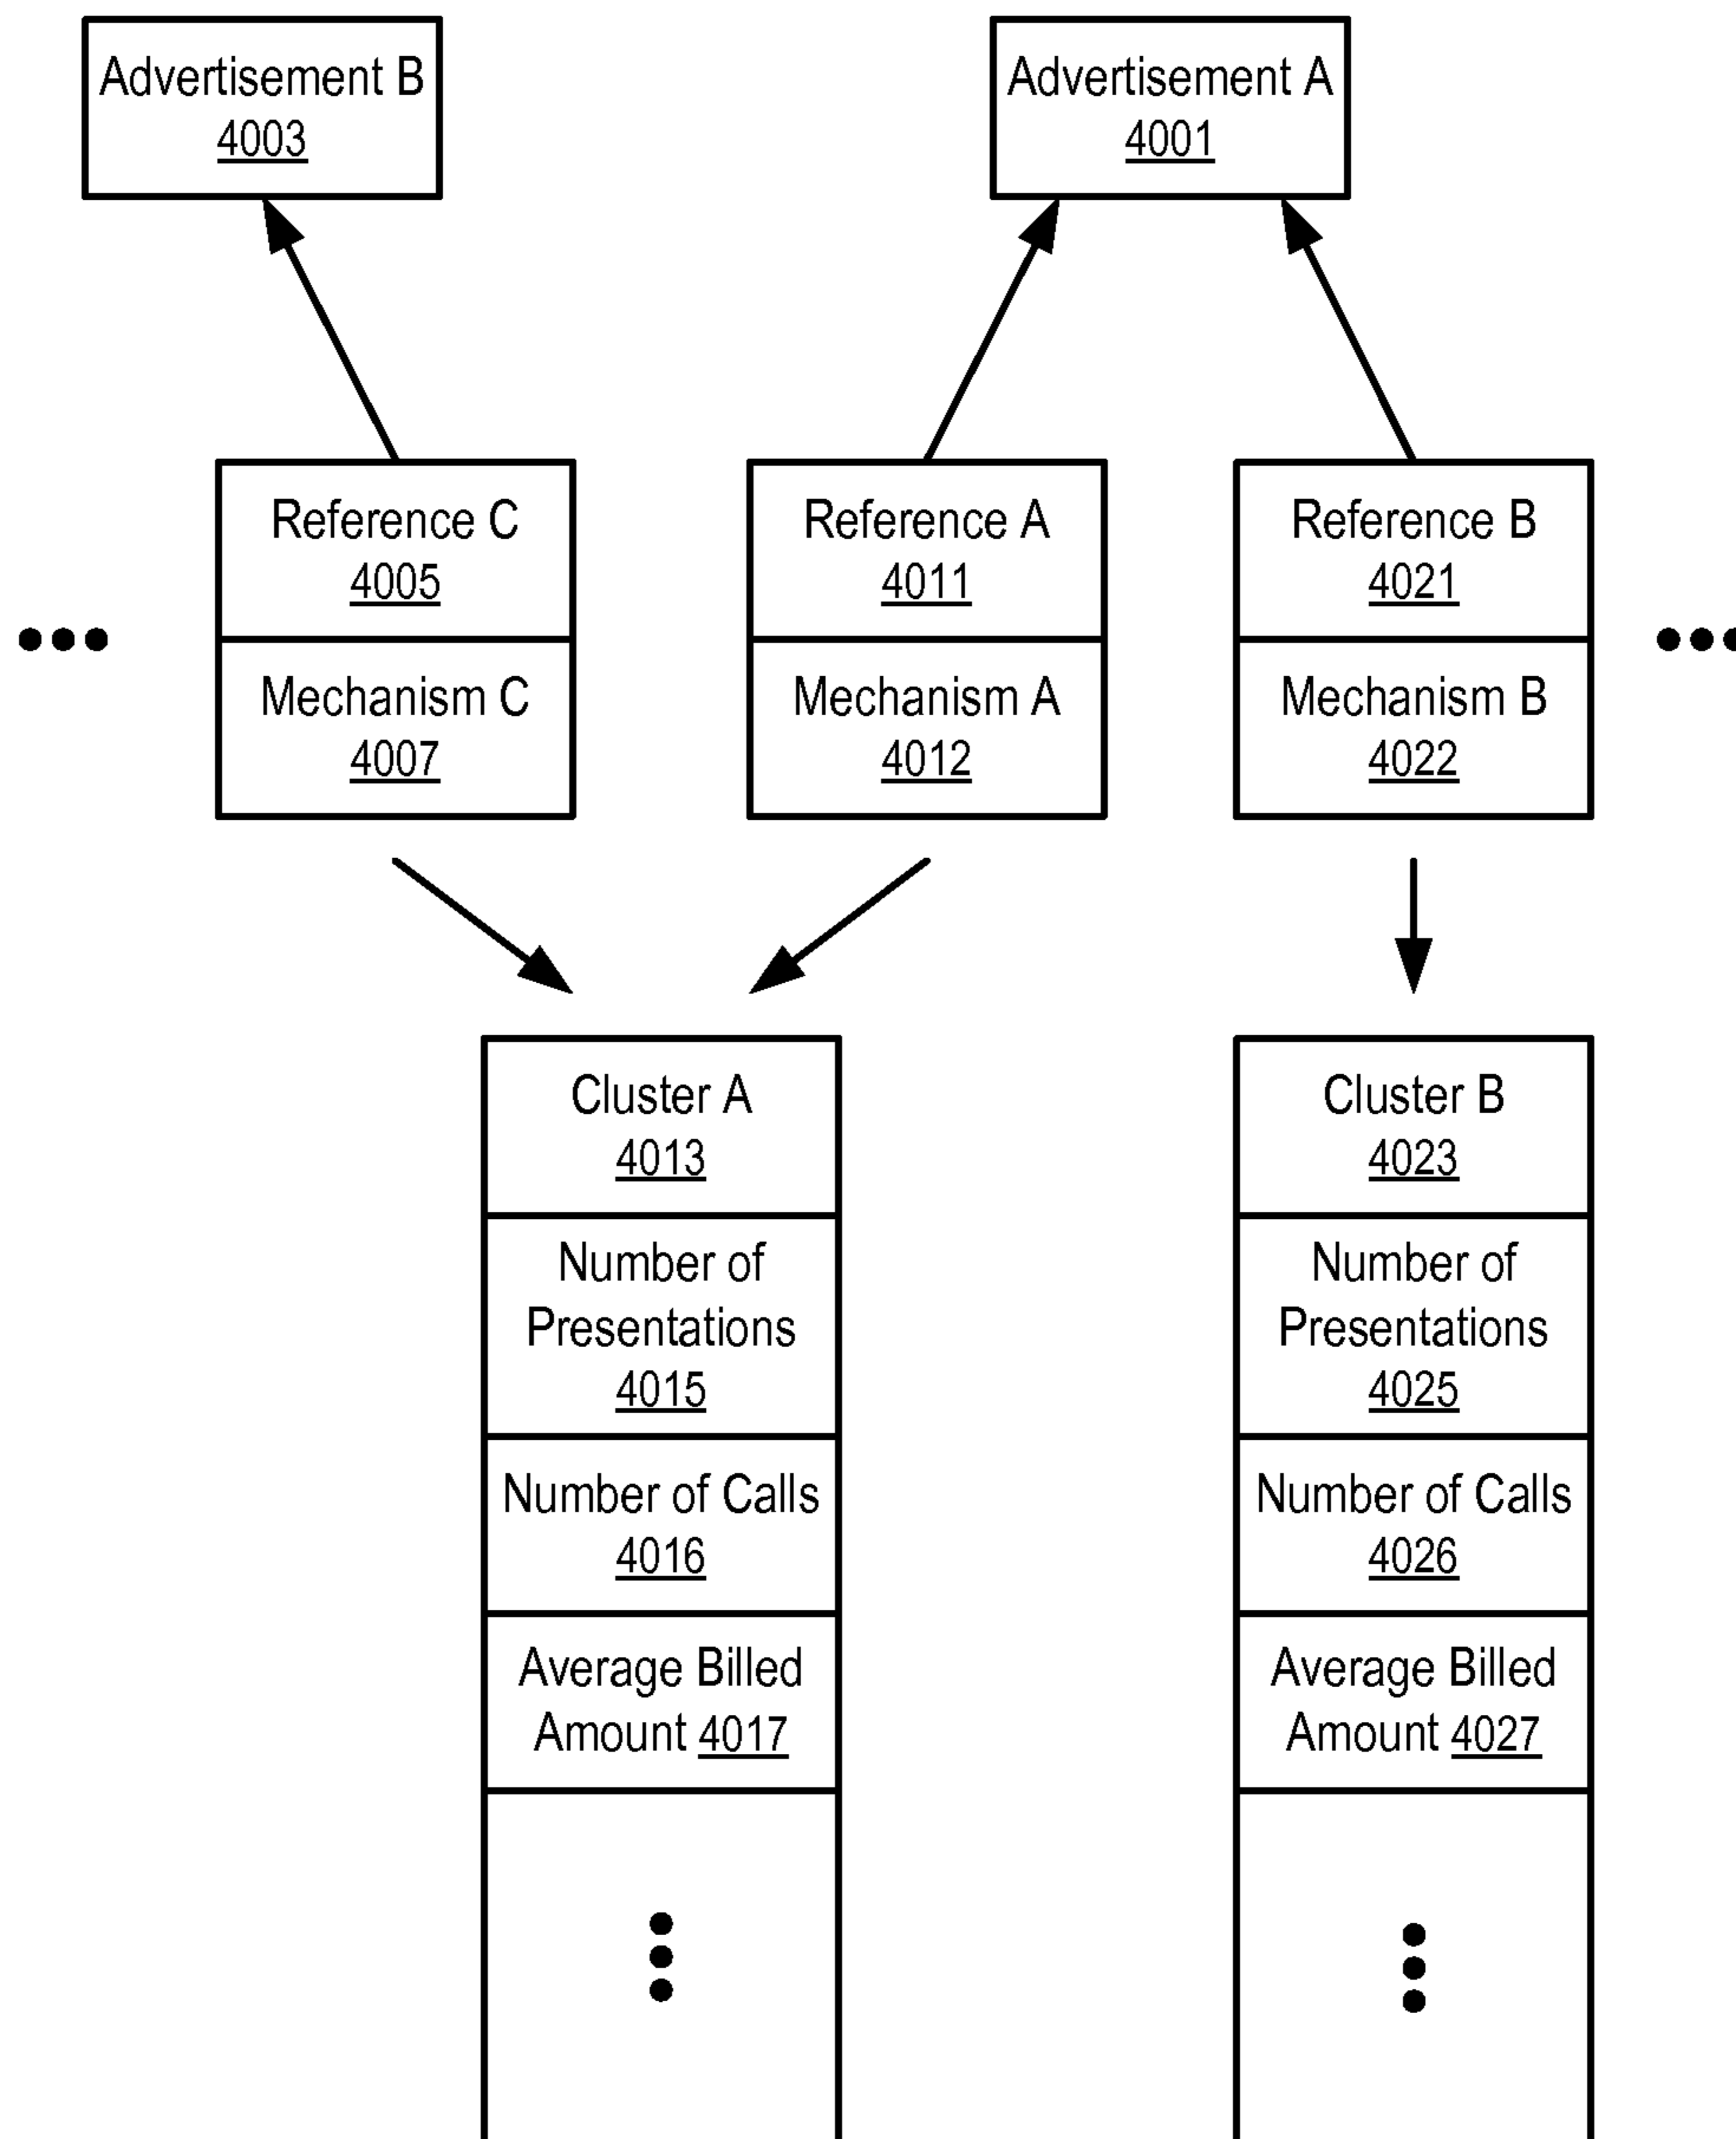 Advertisement B
4003
Advertisement A
4001
Reference C
4005
Mechanism C
4007
Reference A
4011
Mechanism A
4012
Reference B
4021
Mechanism B
4022
Cluster A
4013
Number of
Presentations
4015
Number of Calls
4016
Average Billed
Amount 4017
Cluster B
4023
Number of
Presentations
4025
Number of Calls
4026
Average Billed
Amount 4027